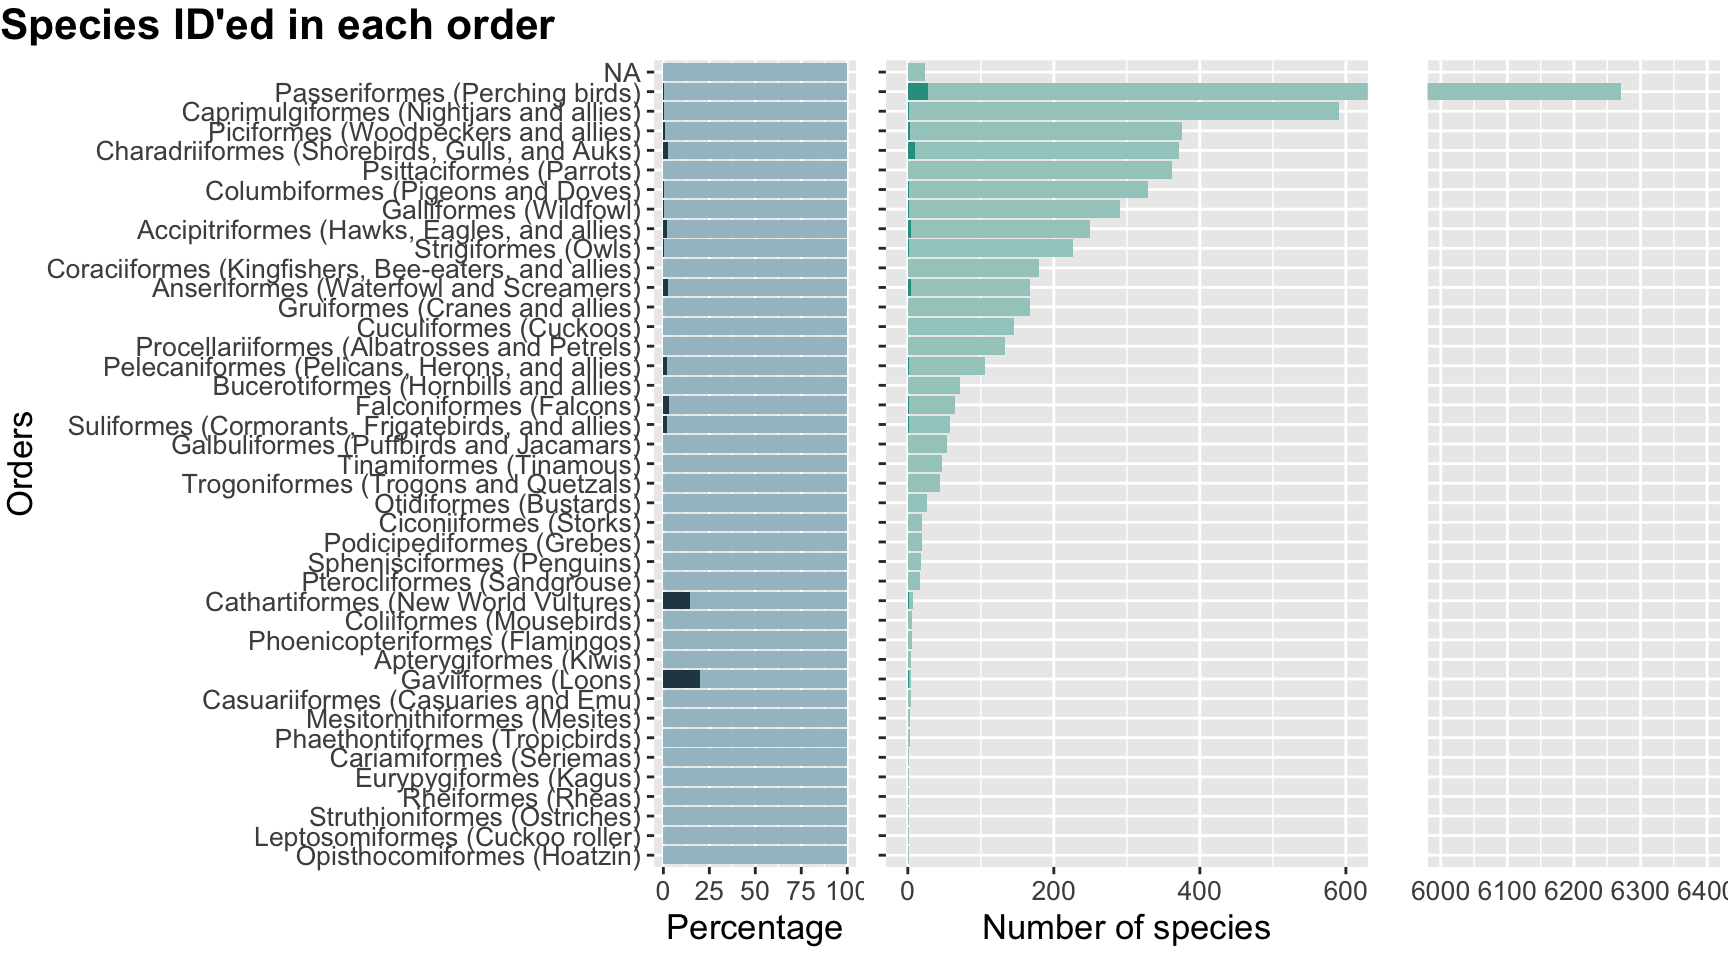 Species ID'ed in each order
NA
Passeriformes (Perching birds)
Caprimulgiformes (Nightjars and allies)
Piciformes (Woodpeckers and allies)
Charadriiformes (Shorebirds, Gulls, and Auks)
Psittaciformes (Parrots)
Columbiformes (Pigeons and Doves)
Galliformes (Wildfowl)
Accipitriformes (Hawks, Eagles, and allies)
Strigiformes (Owls)
Coraciiformes (Kingfishers, Bee-eaters, and allies)
Anseriformes (Waterfowl and Screamers)
Gruiformes (Cranes and allies)
Cuculiformes (Cuckoos)
Procellariiformes (Albatrosses and Petrels)
Pelecaniformes (Pelicans, Herons, and allies)
Bucerotiformes (Hornbills and allies)
Falconiformes (Falcons)
Suliformes (Cormorants, Frigatebirds, and allies)
Galbuliformes (Puffbirds and Jacamars)
Tinamiformes (Tinamous)
Trogoniformes (Trogons and Quetzals)
Otidiformes (Bustards)
Ciconiiformes (Storks)
Podicipediformes (Grebes)
Sphenisciformes (Penguins)
Pterocliformes (Sandgrouse)
Cathartiformes (New World Vultures)
Coliiformes (Mousebirds)
Phoenicopteriformes (Flamingos)
Apterygiformes (Kiwis)
Gaviiformes (Loons)
Casuariiformes (Casuaries and Emu)
Mesitornithiformes (Mesites)
Phaethontiformes (Tropicbirds)
Cariamiformes (Seriemas)
Eurypygiformes (Kagus)
Rheiformes (Rheas)
Struthioniformes (Ostriches)
Leptosomiformes (Cuckoo roller)
Opisthocomiformes (Hoatzin)
Orders
0 25 50 75 100
Percentage
0 200 400 600
6000 6100 6200 6300 6400
Number of species